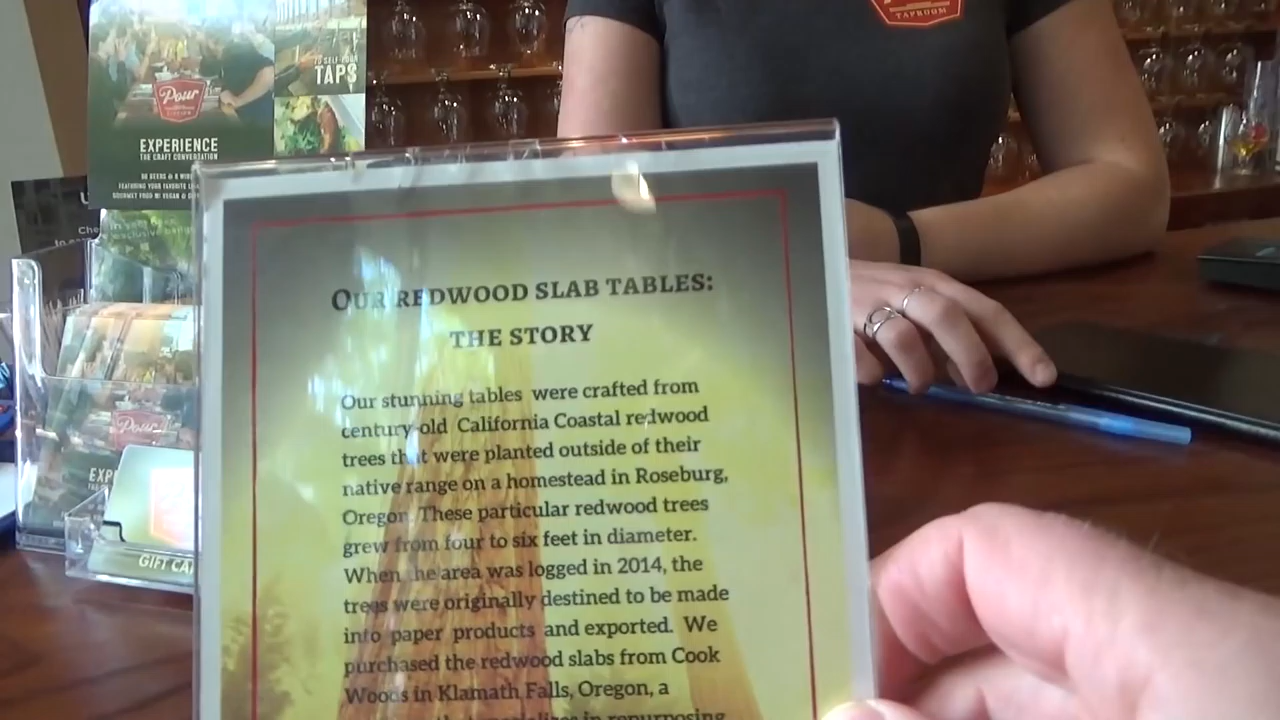 TAPROOM
TAPS
Pour
EXPERIENCE
THE CRAFT CONVERSATION
Our Redwood Slab Tables:
The Story
Our stunning tables were crafted from
century-old California Coastal redwood
trees that were planted outside of their
native range on a homestead in Roseburg,
Oregon. These particular redwood trees
grew from four to six feet in diameter.
When the area was logged in 2014, the
trees were originally destined to be made
into paper products and exported. We
purchased the redwood slabs from Cook
Woods in Klamath Falls, Oregon, a
in repurposing
Pour
GIFT